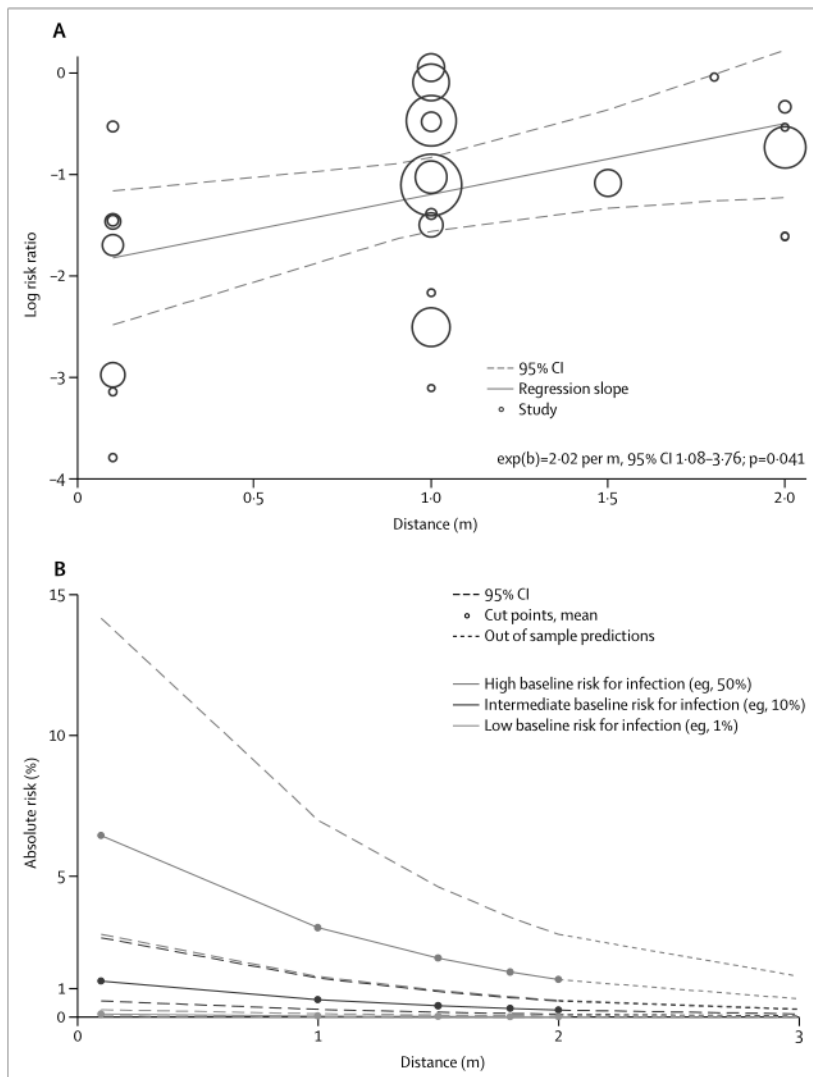 A
0
−1
−2
−3
−4
Log risk ratio
95% CI
Regression slope
Study
exp(b)=2·02 per m, 95% CI 1·08–3·76; p=0·041
0
0·5
1·0
1·5
2·0
Distance (m)
B
15
10
5
1
0
Absolute risk (%)
95% CI
Cut points, mean
Out of sample predictions
High baseline risk for infection (eg, 50%)
Intermediate baseline risk for infection (eg, 10%)
Low baseline risk for infection (eg, 1%)
0
1
2
3
Distance (m)